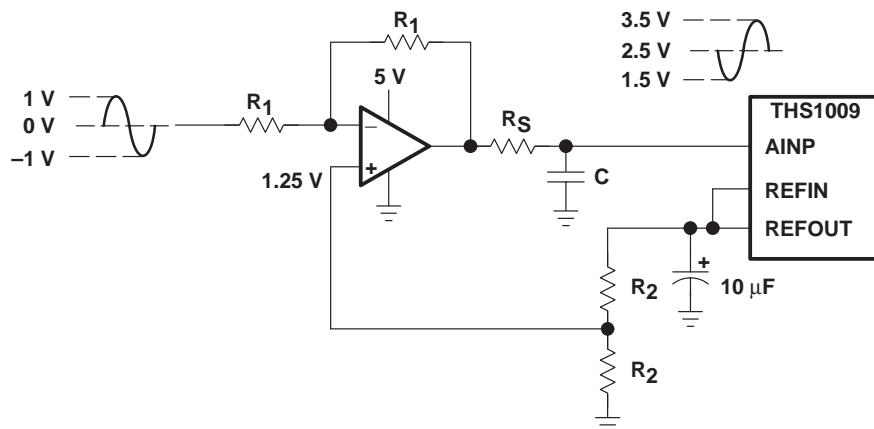 R1
3.5 V
2.5 V
1.5 V
5 V
1 V
0 V
–1 V
R1
RS
THS1009
AINP
–
+
1.25 V
C
REFIN
REFOUT
R2
+
10 μF
R2